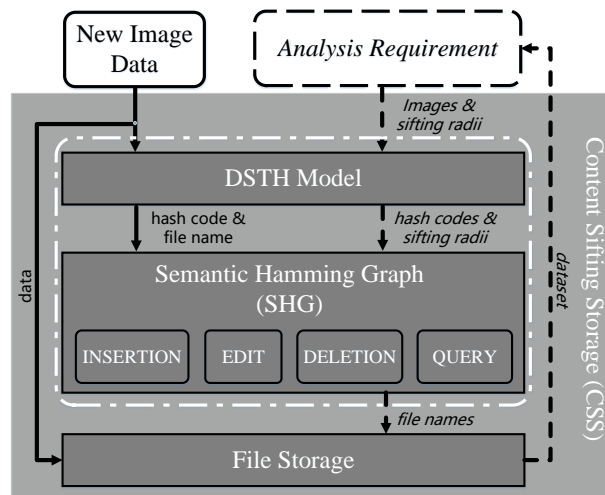 New Image
Data
Analysis Requirement
Images &
sifting radii
DSTH Model
hash code &
file name
hash codes &
sifting radii
Semantic Hamming Graph
(SHG)
INSERTION
EDIT
DELETION
QUERY
data
file names
File Storage
dataset
Content Sifting Storage (CSS)